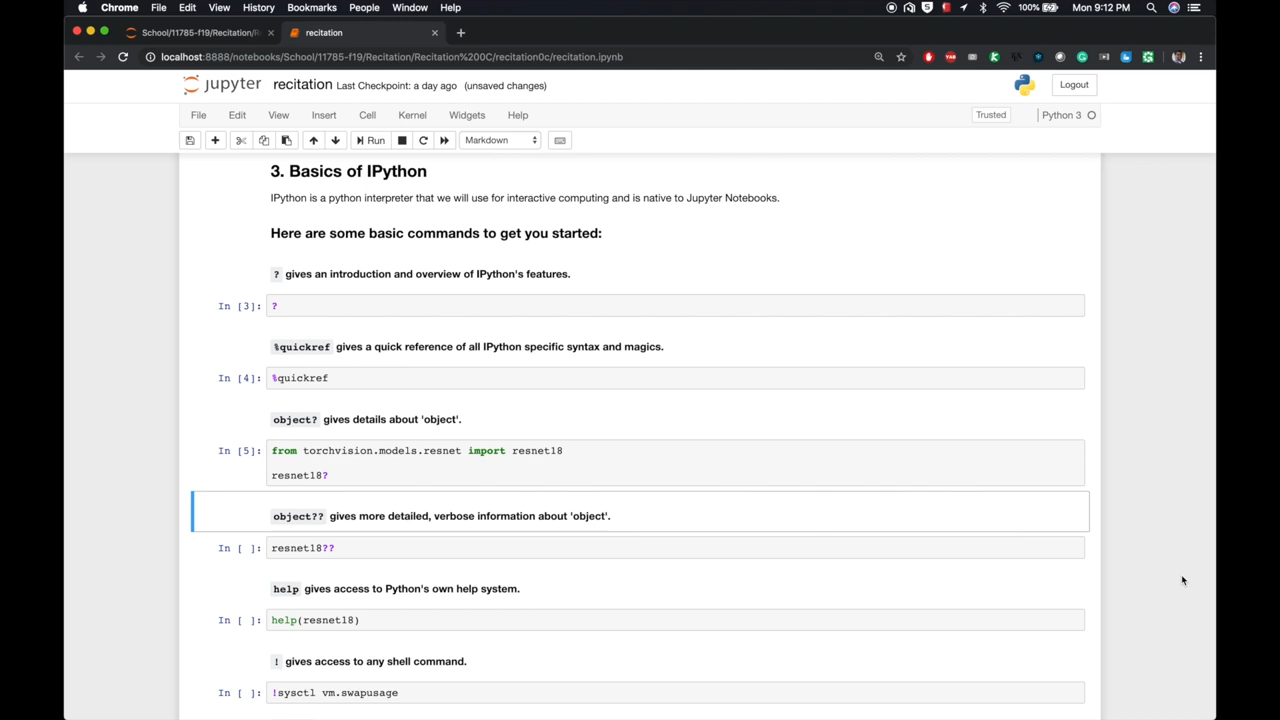 Chrome File Edit View History Bookmarks People Window Help 100% Mon 9:12 PM
School/11785-f19/Recitation/R recitation
localhost:8888/notebooks/School/11785-f19/Recitation/Recitation%200C/recitation0c/recitation.ipynb
jupyter recitation Last Checkpoint: a day ago (unsaved changes) Logout
File Edit View Insert Cell Kernel Widgets Help Trusted Python 3
Run Markdown
3. Basics of IPython
IPython is a python interpreter that we will use for interactive computing and is native to Jupyter Notebooks.
Here are some basic commands to get you started:
? gives an introduction and overview of IPython's features.
In [3]: ?
%quickref gives a quick reference of all IPython specific syntax and magics.
In [4]: %quickref
object? gives details about 'object'.
In [5]: from torchvision.models.resnet import resnet18
resnet18?
object?? gives more detailed, verbose information about 'object'.
In [ ]: resnet18??
help gives access to Python's own help system.
In [ ]: help(resnet18)
! gives access to any shell command.
In [ ]: !sysctl vm.swapusage